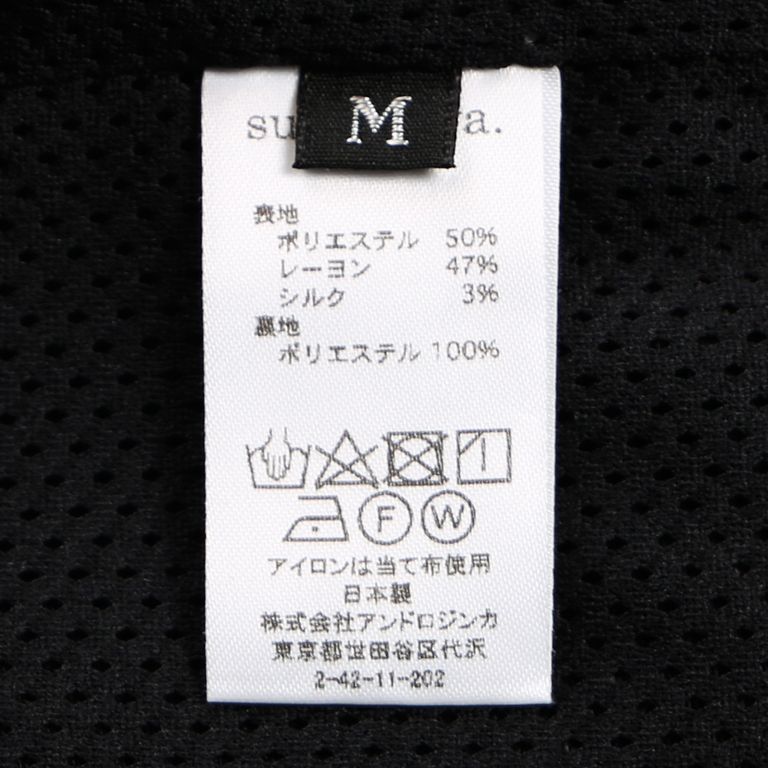 M
表地
ポリエステル 50%
レーヨン 47%
シルク 3%
裏地
ポリエステル 100%
F W
アイロンは当て布使用
日本製
株式会社アンドロジンカ
東京都世田谷区代沢
2-42-11-202